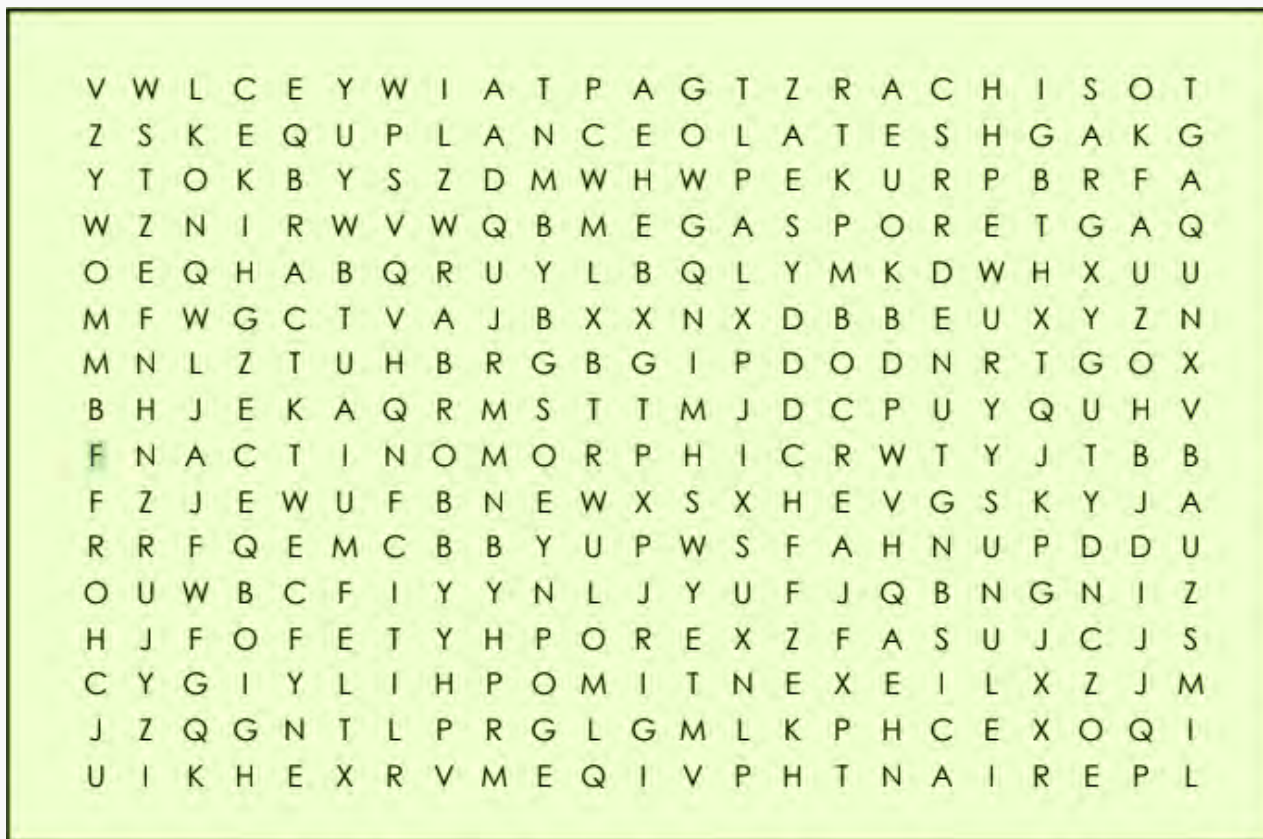 V W L C E Y W I A T P A G T Z R A C H I S O T
Z S K E Q U P L A N C E O L A T E S H G A K G
Y T O K B Y S Z D M W H W P E K U R P B R F A
W Z N I R W V W Q B M E G A S P O R E T G A Q
O E Q H A B Q R U Y L B Q L Y M K D W H X U U
M F W G C T V A J B X X N X D B B E U X Y Z N
M N L Z T U H B R G B G I P D O D N R T G O X
B H J E K A Q R M S T T M J D C P U Y Q U H V
F N A C T I N O M O R P H I C R W T Y J T B B
F Z J E W U F B N E W X S X H E V G S K Y J A
R R F Q E M C B B Y U P W S F A H N U P D D U
O U W B C F I Y Y N L J Y U F J Q B N G N I Z
H J F O F E T Y H P O R E X Z F A S U J C J S
C Y G I Y L I H P O M I T N E X E I L X Z J M
J Z Q G N T L P R G L G M L K P H C E X O Q I
U I K H E X R V M E Q I V P H T N A I R E P L